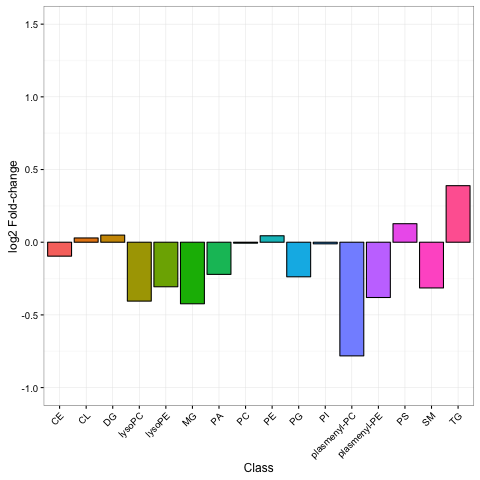 log2 Fold-change
1.5
1.0
0.5
0.0
-0.5
-1.0
CE
CL
DG
lysoPC
lysoPE
MG
PA
PC
PE
PG
PI
plasmenyl-PC
plasmenyl-PE
PS
SM
TG
Class